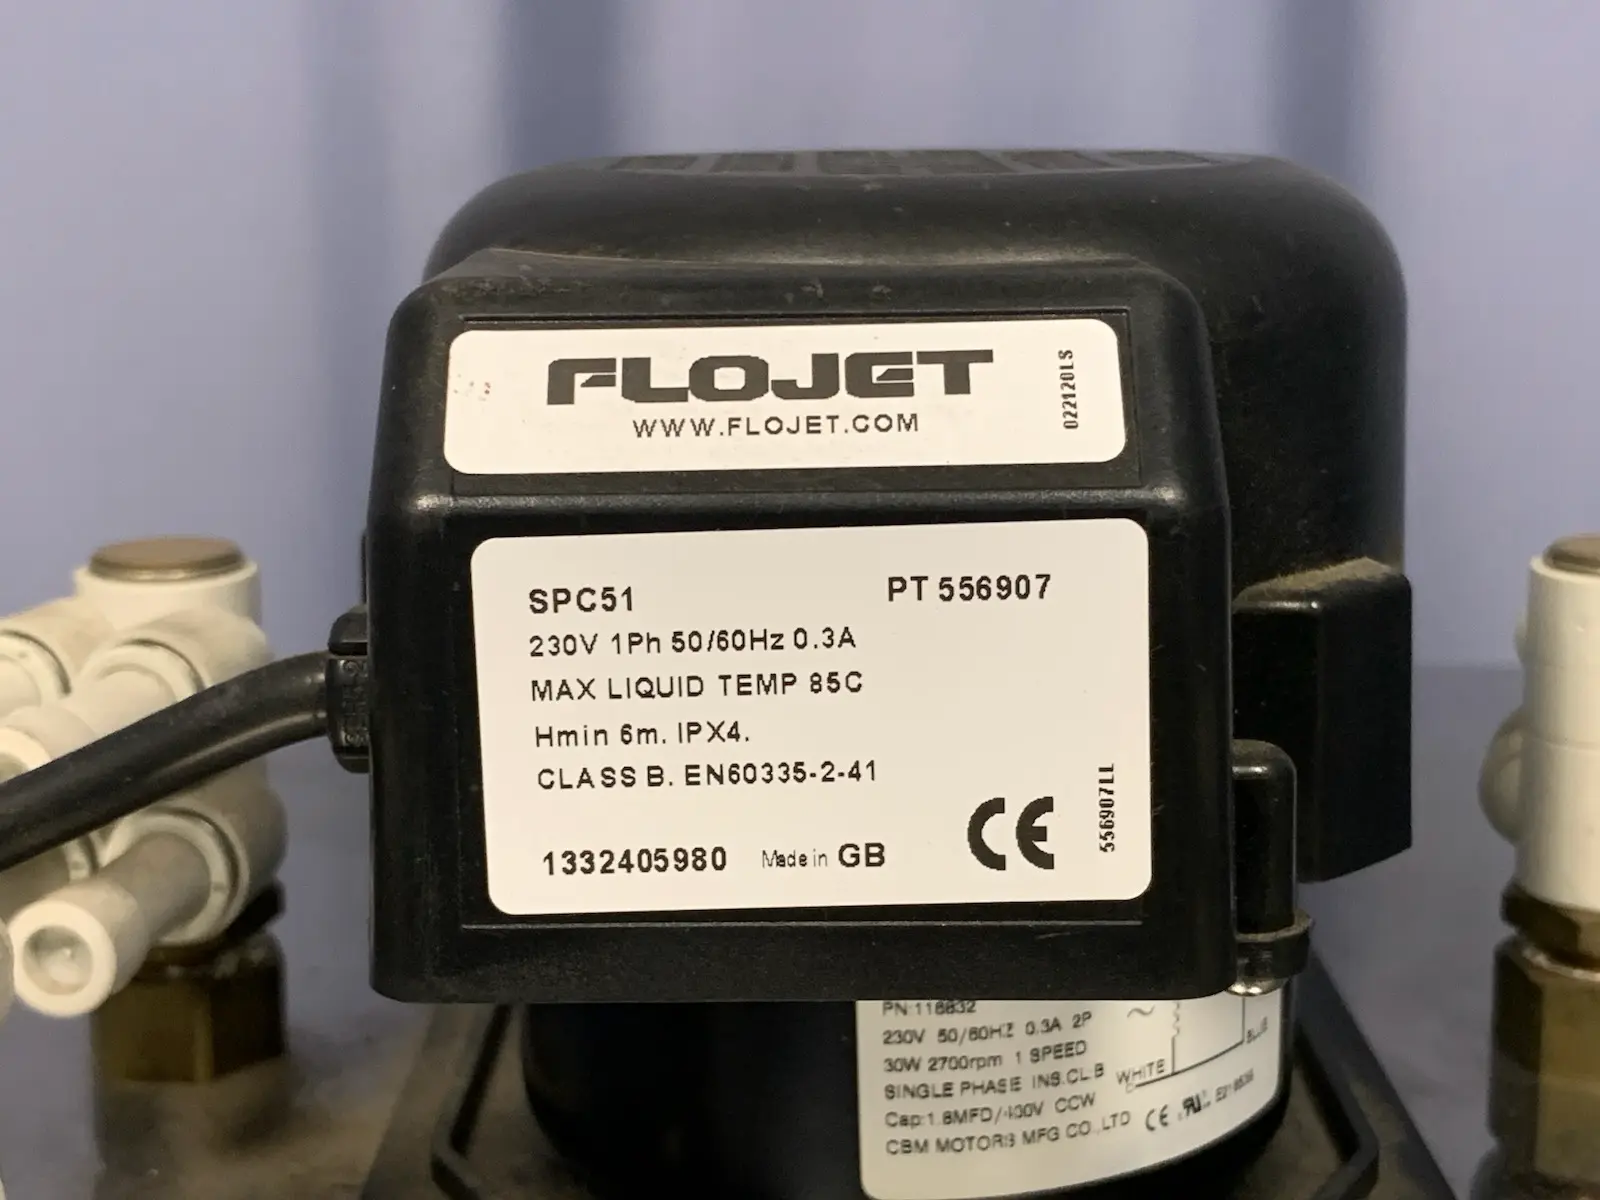 FLOJET
WWW.FLOJET.COM
022120LS
SPC51 PT 556907
230V 1Ph 50/60Hz 0.3A
MAX LIQUID TEMP 85C
Hmin 6m. IPX4.
CLASS B. EN60335-2-41
1332405980 Made in GB CE
556907LL
PN:116832
230V 50/60HZ 0.3A 2P
30W 2700rpm 1 SPEED
SINGLE PHASE INS.CL:B
Cap:1.8MFD/400V CCW
CBM MOTORS MFG CO.,LTD CE
WHITE
BLUE